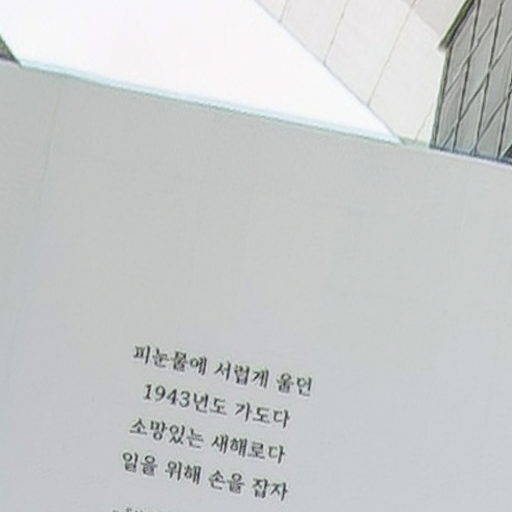 피눈물에 서럽게 울던
1943년도 가도다
소망있는 새해로다
일을 위해 손을 잡자